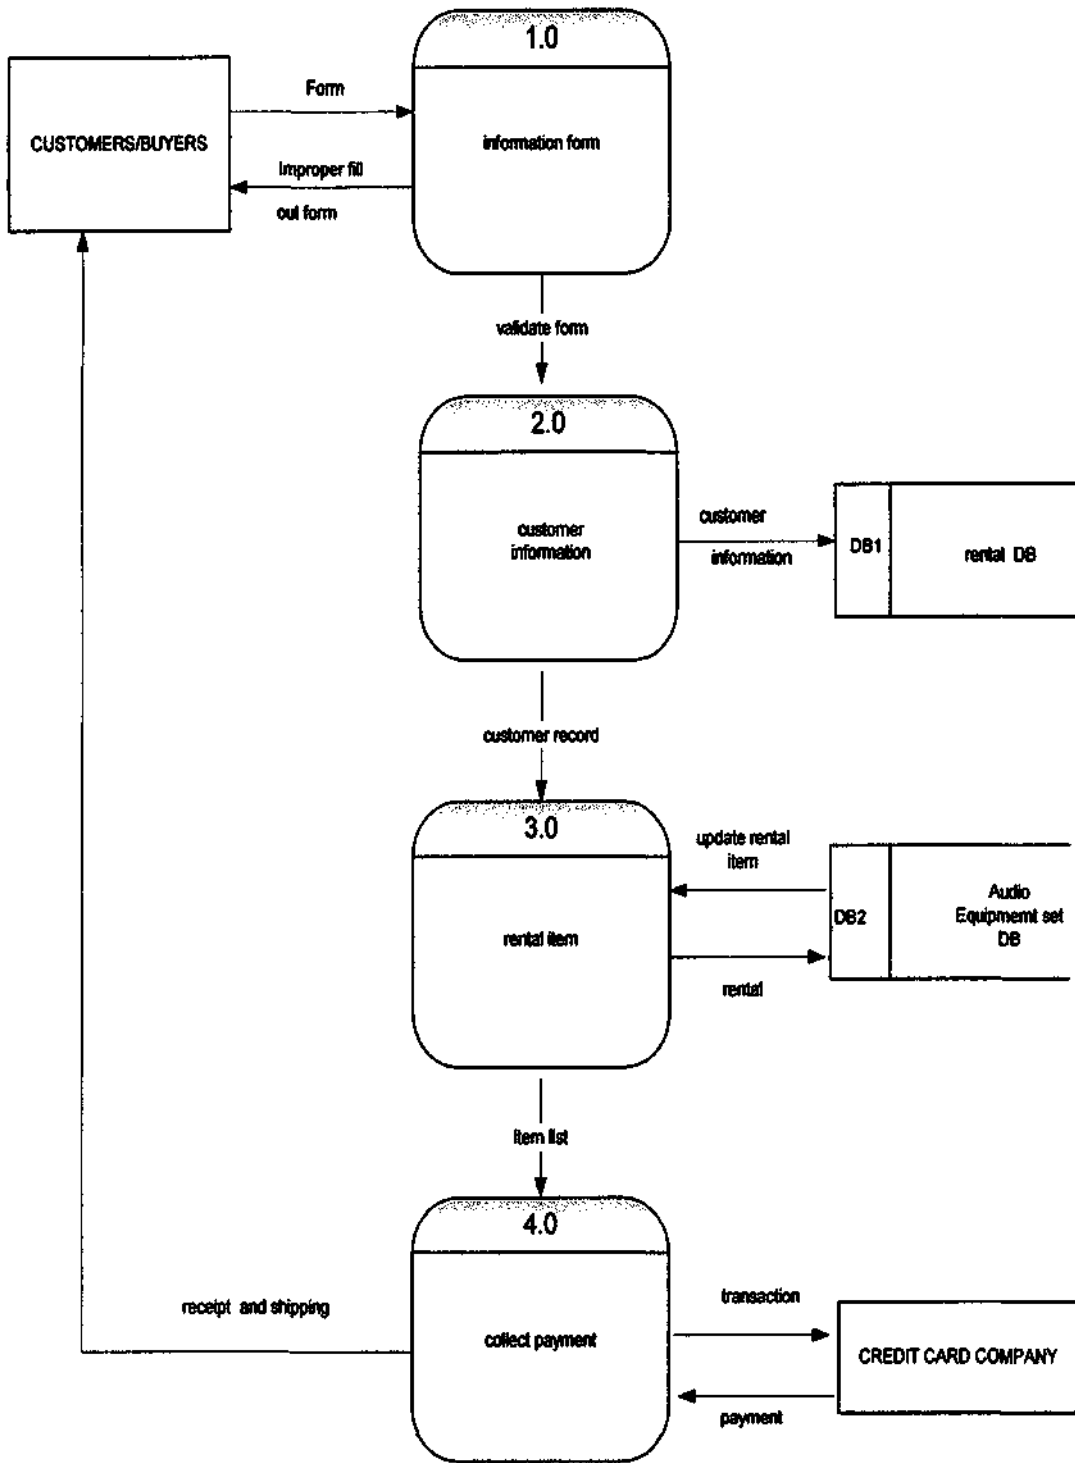 1.0
CUSTOMERS/BUYERS
Form
information form
Improper fill
out form
validate form
2.0
customer
information
customer
information
DB1
rental DB
customer record
3.0
rental item
update rental
item
DB2
Audio
Equipmemt set
DB
rental
Item list
4.0
collect payment
receipt and shipping
transaction
CREDIT CARD COMPANY
payment